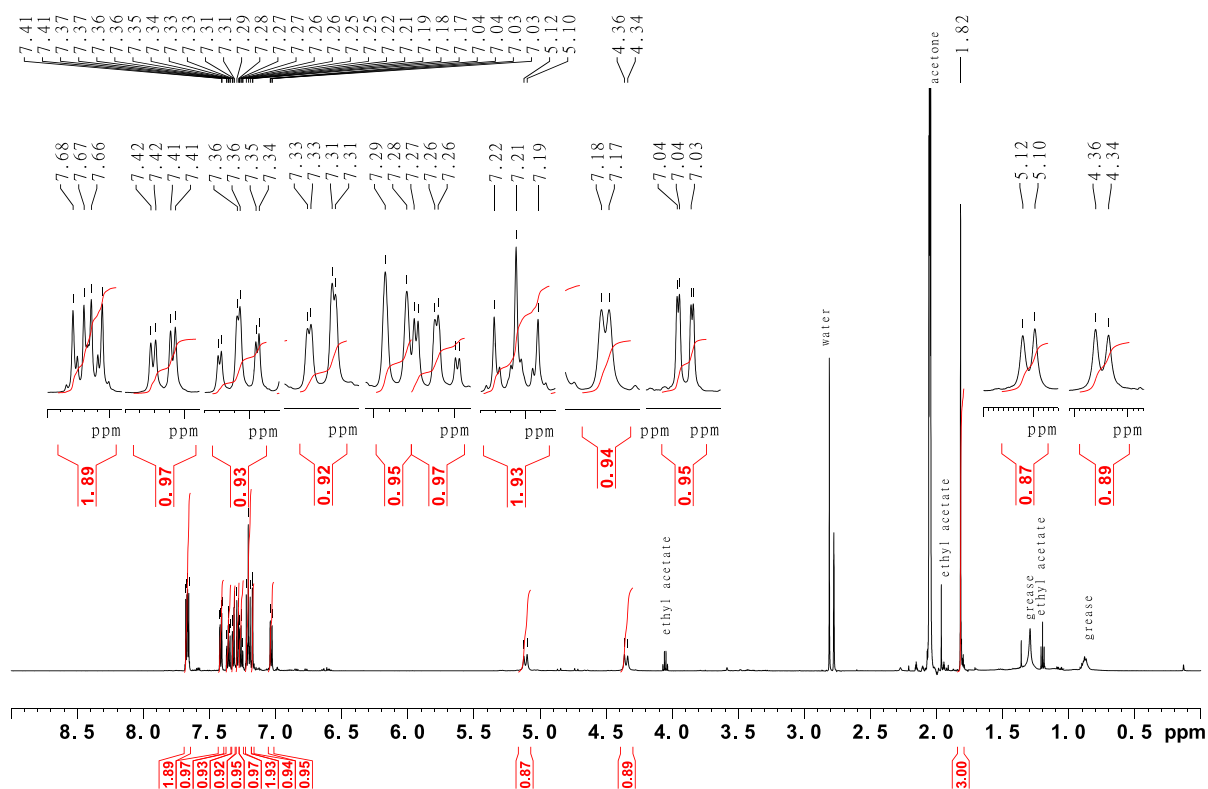 7.41 7.41 7.37 7.37 7.36 7.36 7.35 7.34 7.33 7.33 7.31 7.31 7.29 7.28 7.27 7.27 7.26 7.26 7.25 7.25 7.22 7.21 7.19 7.18 7.17 7.04 7.04 7.03 7.03 5.12 5.10 4.36 4.34 1.82
acetone
7.68 7.67 7.66
7.42 7.42 7.41 7.41
7.36 7.36 7.35 7.34
7.33 7.33 7.31 7.31
7.29 7.28 7.27 7.26 7.26
7.22 7.21 7.19
7.18 7.17
7.04 7.04 7.03
5.12 5.10
4.36 4.34
water
ppm ppm ppm ppm ppm ppm ppm ppm ppm ppm
1.89 0.97 0.93 0.92 0.95 0.97 1.93 0.94 0.95 0.87 0.89
ethyl acetate
ethyl acetate
grease
ethyl acetate
grease
8.5 8.0 7.5 7.0 6.5 6.0 5.5 5.0 4.5 4.0 3.5 3.0 2.5 2.0 1.5 1.0 0.5 ppm
1.89 0.97 0.93 0.92 0.95 0.97 1.93 0.94 0.95 0.87 0.89 3.00